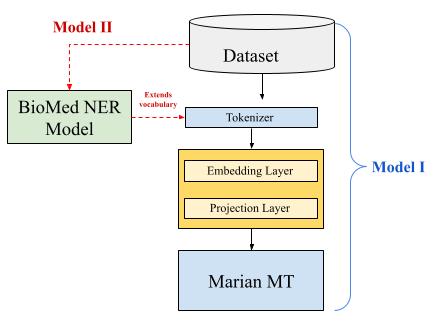 Model II
Dataset
Extends
vocabulary
BioMed NER
Model
Tokenizer
Embedding Layer
Model I
Projection Layer
Marian MT